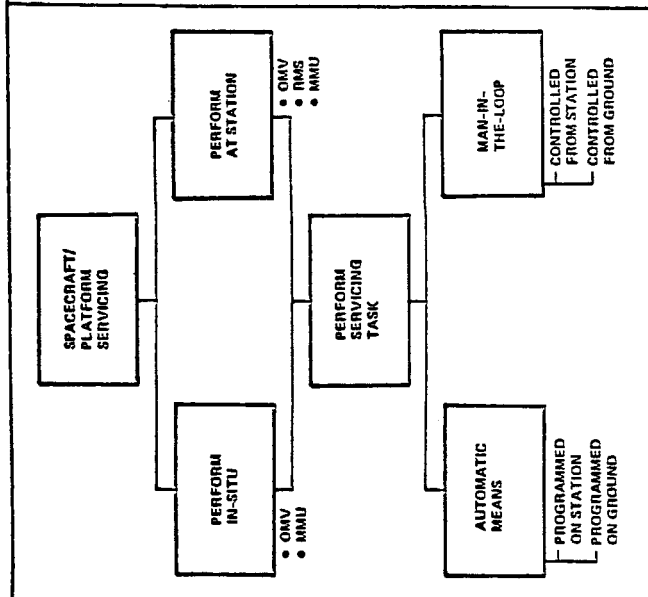 SPACECRAFT/
PLATFORM
SERVICING
PERFORM
IN-SITU
• OMV
• MMU
PERFORM
AT STATION
• OMV
• RMS
• MMU
PERFORM
SERVICING
TASK
AUTOMATIC
MEANS
PROGRAMMED
ON STATION
PROGRAMMED
ON GROUND
MAN-IN-
THE-LOOP
CONTROLLED
FROM STATION
CONTROLLED
FROM GROUND